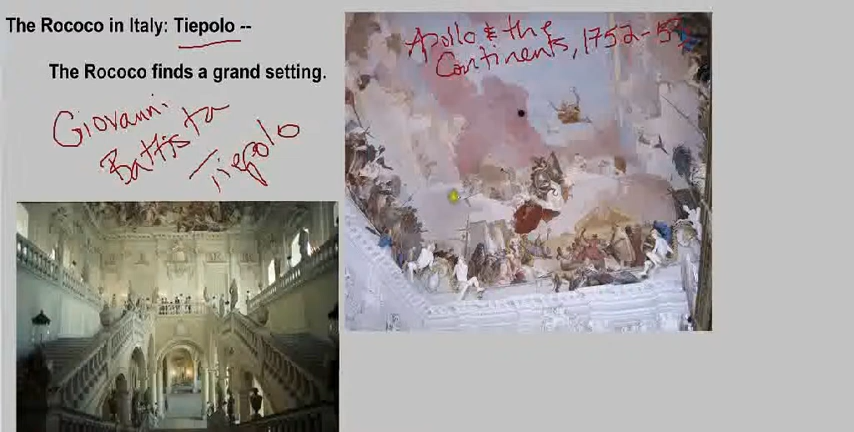 The Rococo in Italy: Tiepolo --
The Rococo finds a grand setting.
Giovanni
Battista
Tiepolo
Apollo & the
Continents, 1752-53